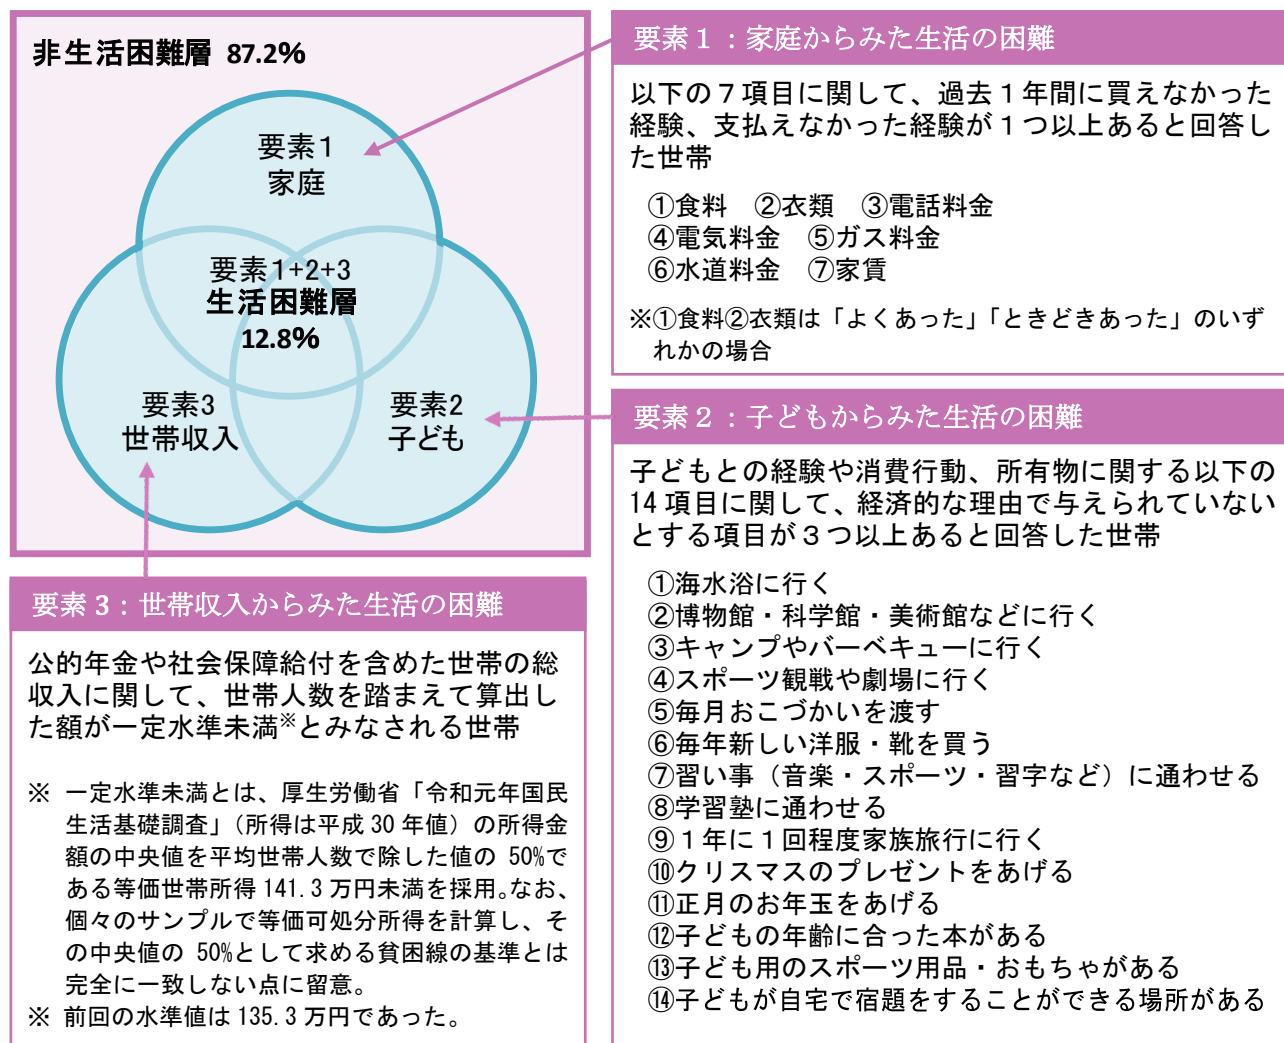 非生活困難層 87.2%
要素1
家庭
要素1+2+3
生活困難層
12.8%
要素3
世帯収入
要素2
子ども
要素１：家庭からみた生活の困難
以下の７項目に関して、過去１年間に買えなかった
経験、支払えなかった経験が１つ以上あると回答し
た世帯
①食料　②衣類　③電話料金
④電気料金　⑤ガス料金
⑥水道料金　⑦家賃
※①食料②衣類は「よくあった」「ときどきあった」のいず
れかの場合
要素２：子どもからみた生活の困難
子どもとの経験や消費行動、所有物に関する以下の
14 項目に関して、経済的な理由で与えられていない
とする項目が３つ以上あると回答した世帯
①海水浴に行く
②博物館・科学館・美術館などに行く
③キャンプやバーベキューに行く
④スポーツ観戦や劇場に行く
⑤毎月おこづかいを渡す
⑥毎年新しい洋服・靴を買う
⑦習い事（音楽・スポーツ・習字など）に通わせる
⑧学習塾に通わせる
⑨１年に１回程度家族旅行に行く
⑩クリスマスのプレゼントをあげる
⑪正月のお年玉をあげる
⑫子どもの年齢に合った本がある
⑬子ども用のスポーツ用品・おもちゃがある
⑭子どもが自宅で宿題をすることができる場所がある
要素 3：世帯収入からみた生活の困難
公的年金や社会保障給付を含めた世帯の総
収入に関して、世帯人数を踏まえて算出し
た額が一定水準未満※とみなされる世帯
※ 一定水準未満とは、厚生労働省「令和元年国民
生活基礎調査」（所得は平成 30 年値）の所得金
額の中央値を平均世帯人数で除した値の 50%で
ある等価世帯所得 141.3 万円未満を採用。なお、
個々のサンプルで等価可処分所得を計算し、そ
の中央値の 50%として求める貧困線の基準とは
完全に一致しない点に留意。
※ 前回の水準値は 135.3 万円であった。